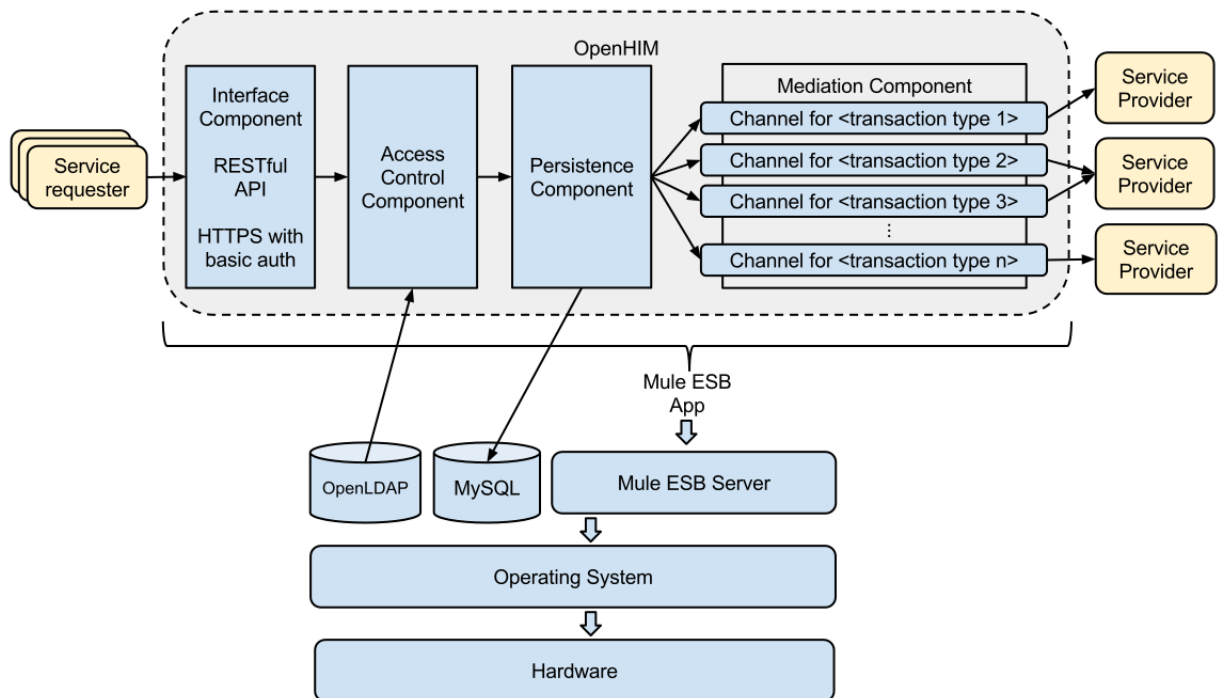 OpenHIM
Service
requester
Interface
Component
RESTful
API
HTTPS with
basic auth
Access
Control
Component
Persistence
Component
Mediation Component
Channel for <transaction type 1>
Channel for <transaction type 2>
Channel for <transaction type 3>
...
Channel for <transaction type n>
Service
Provider
Service
Provider
Service
Provider
Mule ESB
App
OpenLDAP
MySQL
Mule ESB Server
Operating System
Hardware